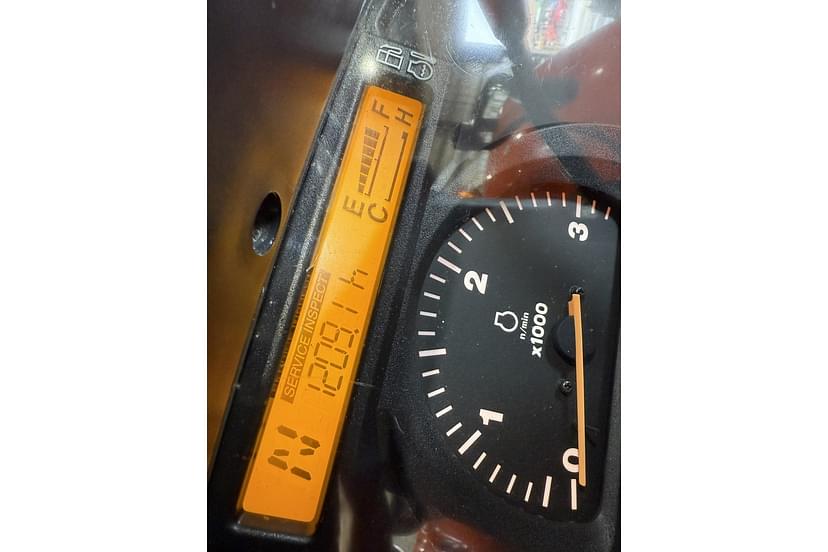 F
H
E
C
SERVICE INSPECT
N 1209.1 h
3
2
n/min
x1000
1
0